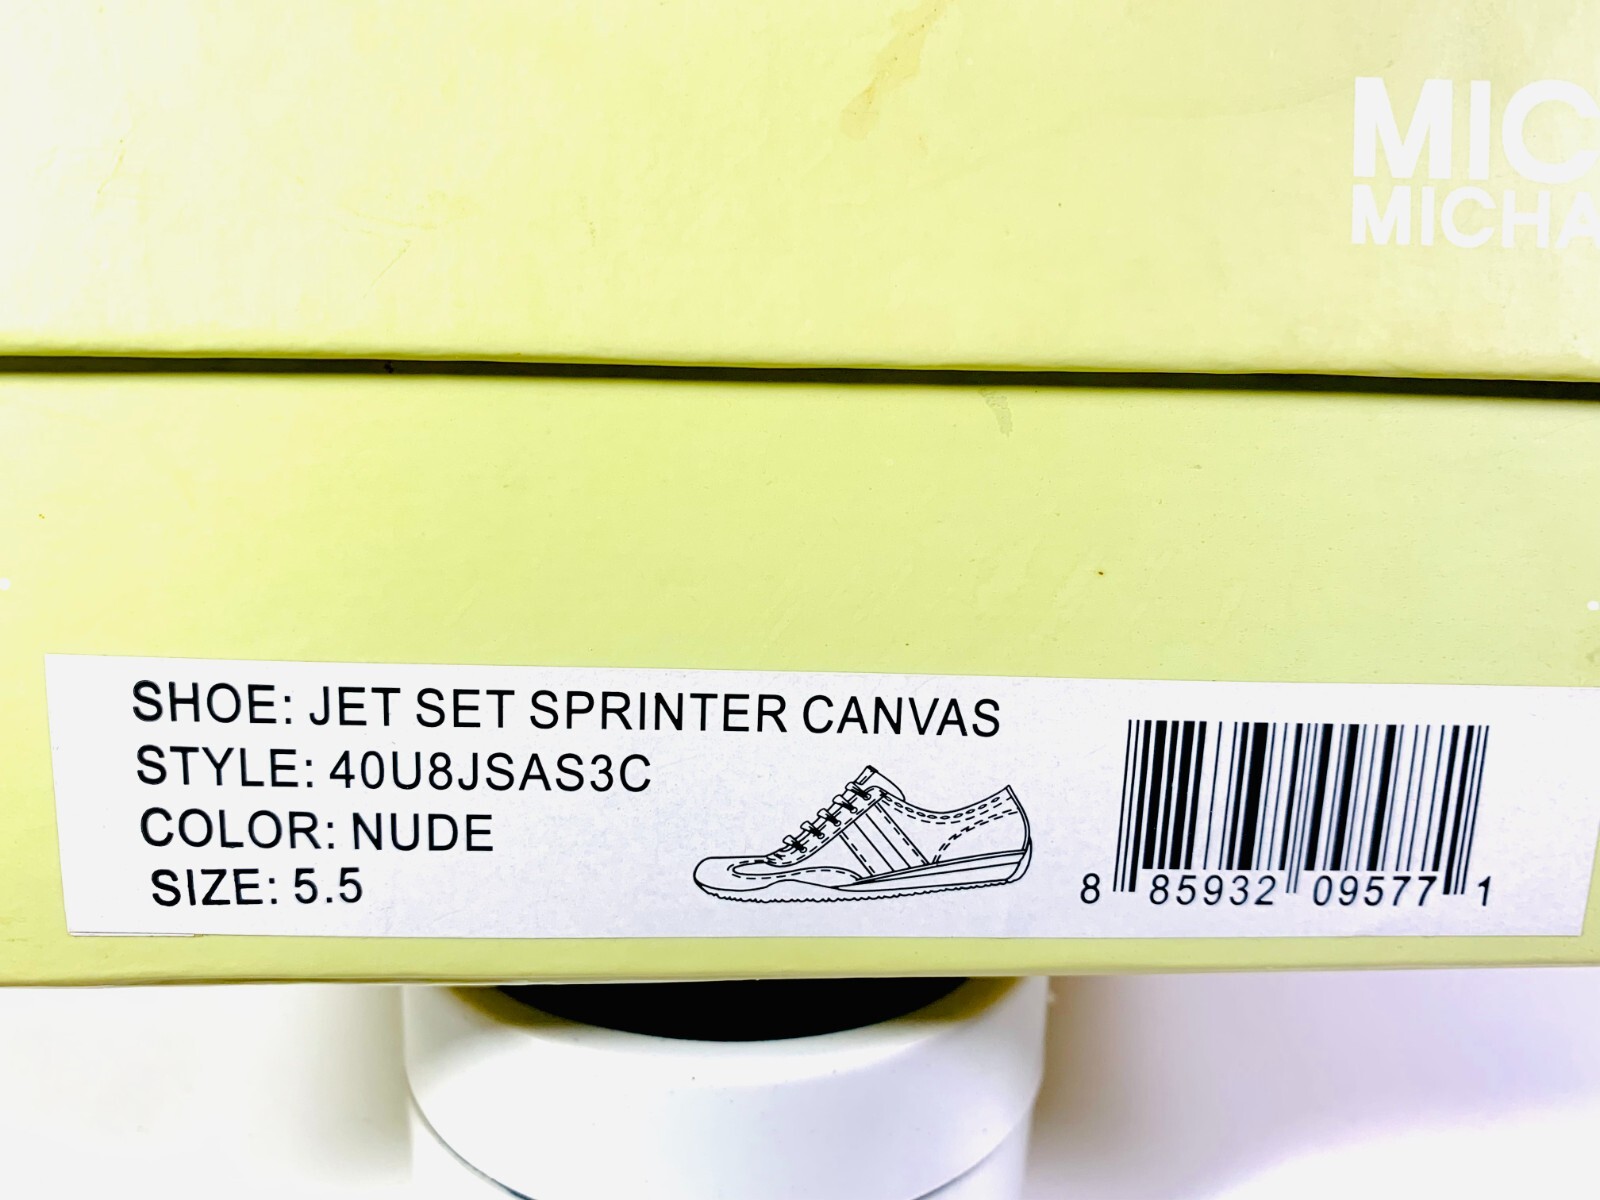 MIC
MICHA
SHOE: JET SET SPRINTER CANVAS
STYLE: 40U8JSAS3C
COLOR: NUDE
SIZE: 5.5
8 85932 09577 1